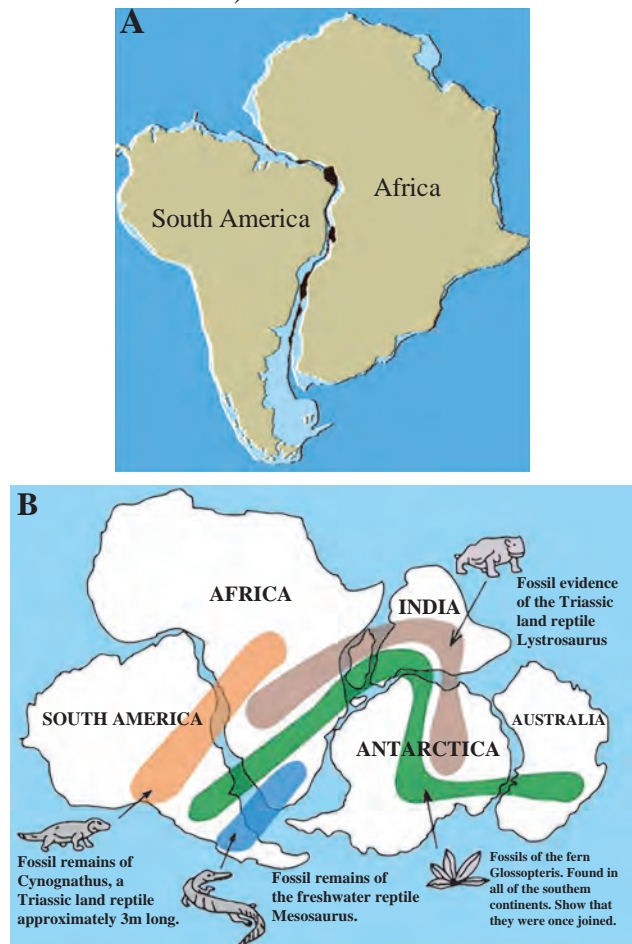 A
South America
Africa
B
AFRICA
INDIA
Fossil evidence
of the Triassic
land reptile
Lystrosaurus
SOUTH AMERICA
ANTARCTICA
AUSTRALIA
Fossil remains of
Cynognathus, a
Triassic land reptile
approximately 3m long.
Fossil remains of
the freshwater reptile
Mesosaurus.
Fossils of the fern
Glossopteris. Found in
all of the southem
continents. Show that
they were once joined.